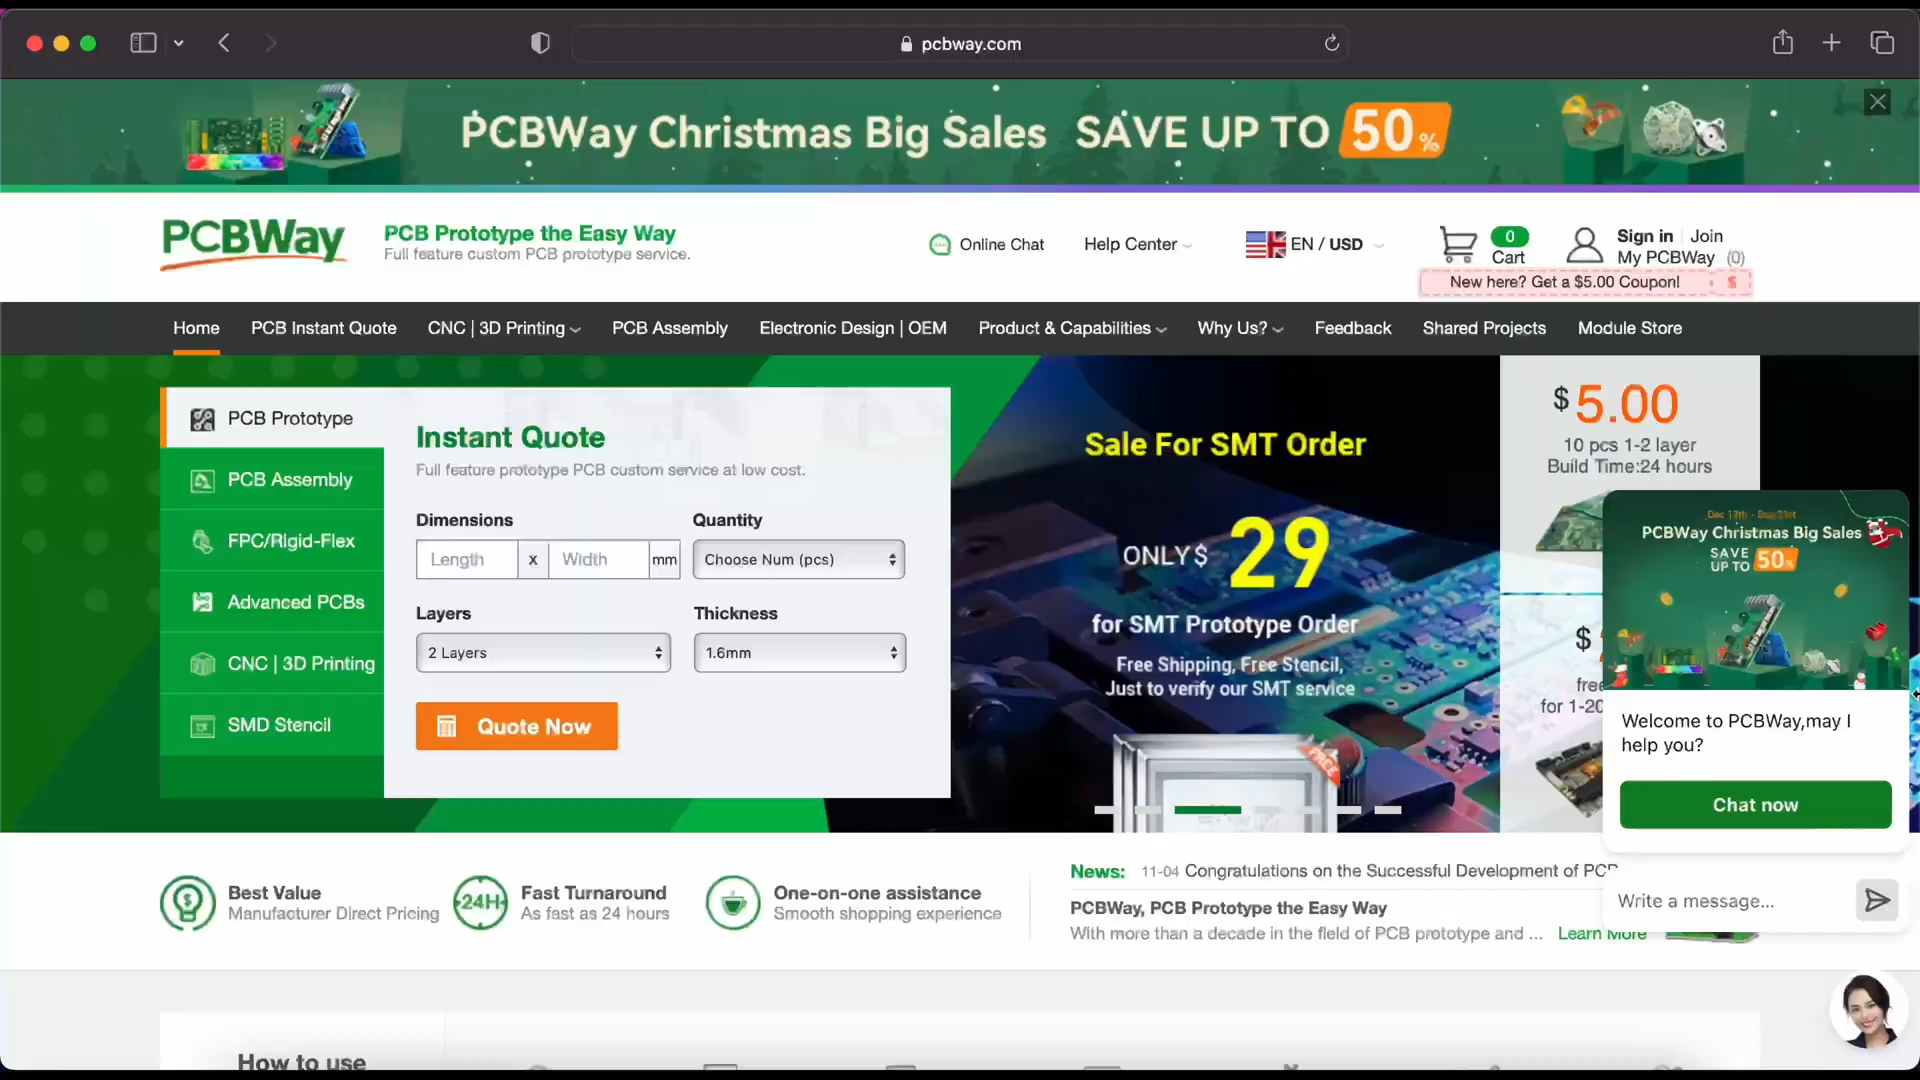 pcbway.com
PCBWay Christmas Big Sales SAVE UP TO 50%
PCBWay
PCB Prototype the Easy Way
Full feature custom PCB prototype service.
Online Chat
Help Center
EN / USD
0
Cart
Sign in Join
My PCBWay (0)
New here? Get a $5.00 Coupon!
$
Home
PCB Instant Quote
CNC | 3D Printing
PCB Assembly
Electronic Design | OEM
Product & Capabilities
Why Us?
Feedback
Shared Projects
Module Store
PCB Prototype
PCB Assembly
FPC/Rigid-Flex
Advanced PCBs
CNC | 3D Printing
SMD Stencil
Instant Quote
Full feature prototype PCB custom service at low cost.
Dimensions
Quantity
Length x Width mm
Choose Num (pcs)
Layers
Thickness
2 Layers
1.6mm
Quote Now
Sale For SMT Order
ONLY$ 29
for SMT Prototype Order
Free Shipping, Free Stencil,
Just to verify our SMT service
FREE
$5.00
10 pcs 1-2 layer
Build Time:24 hours
$
free
for 1-20
PCBWay Christmas Big Sales
SAVE
UP TO 50%
Welcome to PCBWay,may I
help you?
Chat now
Write a message...
Best Value
Manufacturer Direct Pricing
24H
Fast Turnaround
As fast as 24 hours
One-on-one assistance
Smooth shopping experience
News: 11-04 Congratulations on the Successful Development of PCB
PCBWay, PCB Prototype the Easy Way
With more than a decade in the field of PCB prototype and ... Learn More
How to use